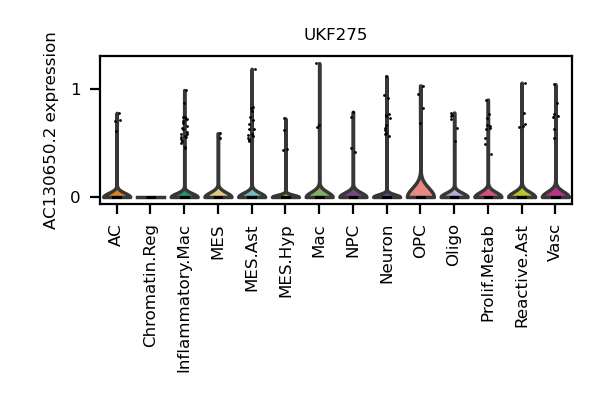 UKF275
AC130650.2 expression
1
0
AC
Chromatin.Reg
Inflammatory.Mac
MES
MES.Ast
MES.Hyp
Mac
NPC
Neuron
OPC
Oligo
Prolif.Metab
Reactive.Ast
Vasc